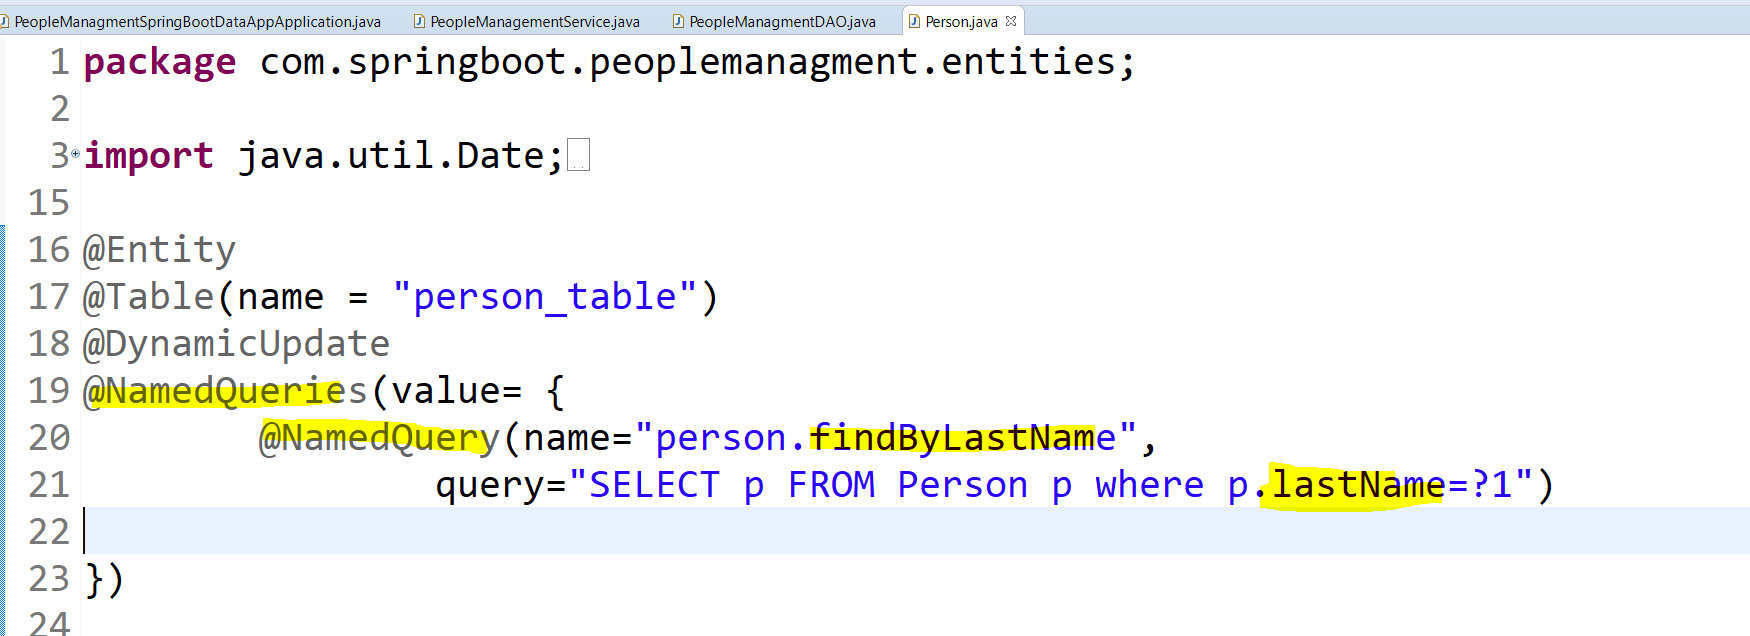 PeopleManagmentSpringBootDataAppApplication.java PeopleManagementService.java PeopleManagmentDAO.java Person.java
1 package com.springboot.peoplemanagment.entities;
2
3 import java.util.Date;
15
16 @Entity
17 @Table(name = "person_table")
18 @DynamicUpdate
19 @NamedQueries(value= {
20 @NamedQuery(name="person.findByLastName",
21 query="SELECT p FROM Person p where p.lastName=?1")
22
23 })
24